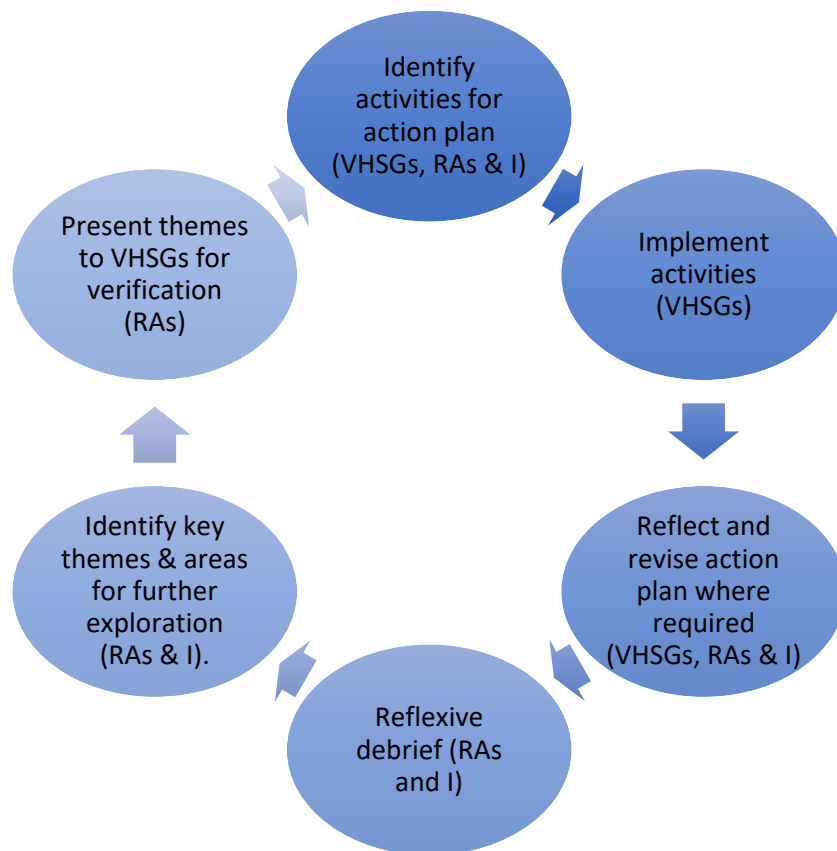 Identify
activities for
action plan
(VHSGs, RAs & I)
Implement
activities
(VHSGs)
Reflect and
revise action
plan where
required
(VHSGs, RAs & I)
Reflexive
debrief (RAs
and I)
Identify key
themes & areas
for further
exploration
(RAs & I).
Present themes
to VHSGs for
verification
(RAs)